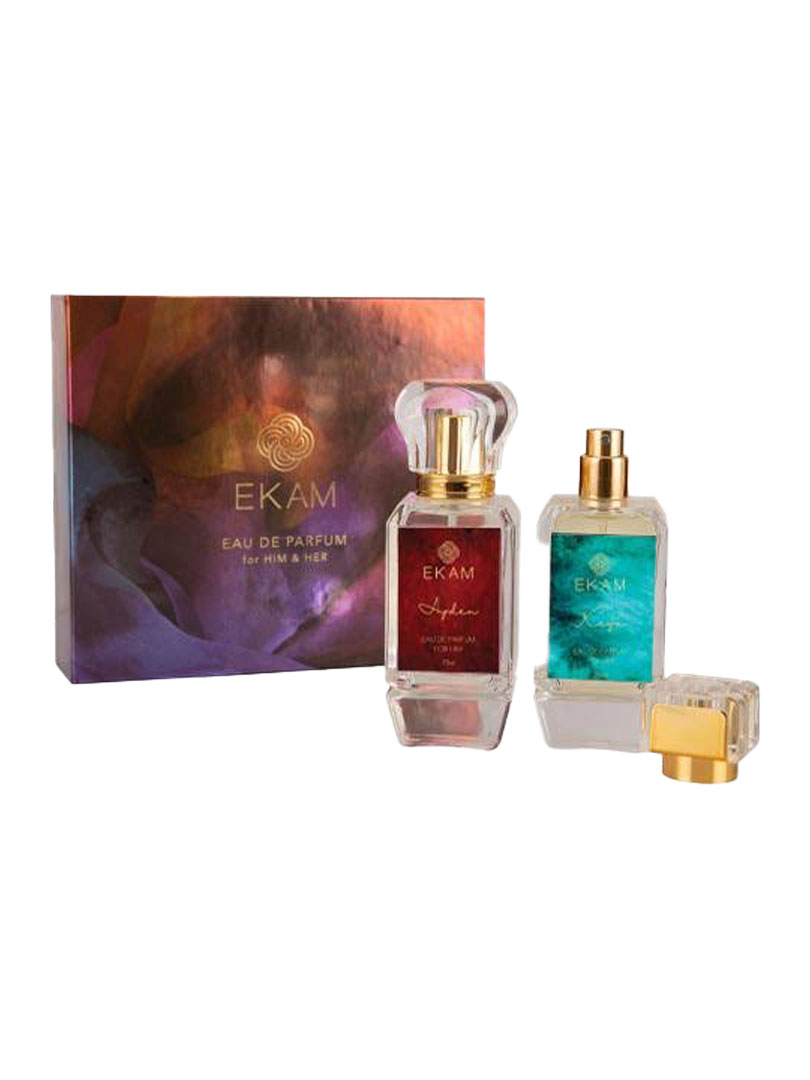 EKAM
EAU DE PARFUM
for HIM & HER
EKAM
Ayden
EAU DE PARFUM
FOR HIM
EKAM